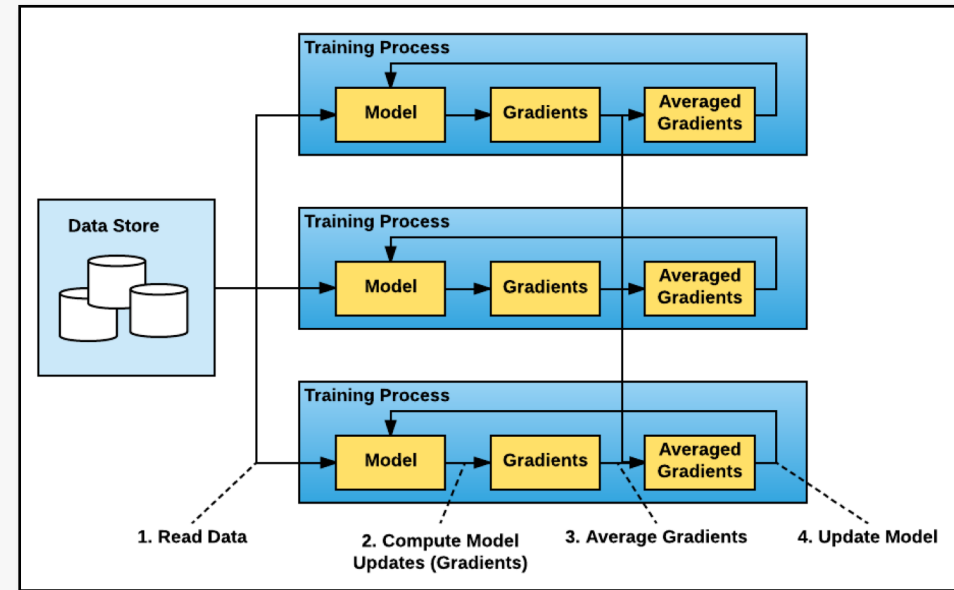 Training Process
Model
Gradients
Averaged
Gradients
Data Store
Training Process
Model
Gradients
Averaged
Gradients
Training Process
Model
Gradients
Averaged
Gradients
1. Read Data
2. Compute Model
Updates (Gradients)
3. Average Gradients
4. Update Model